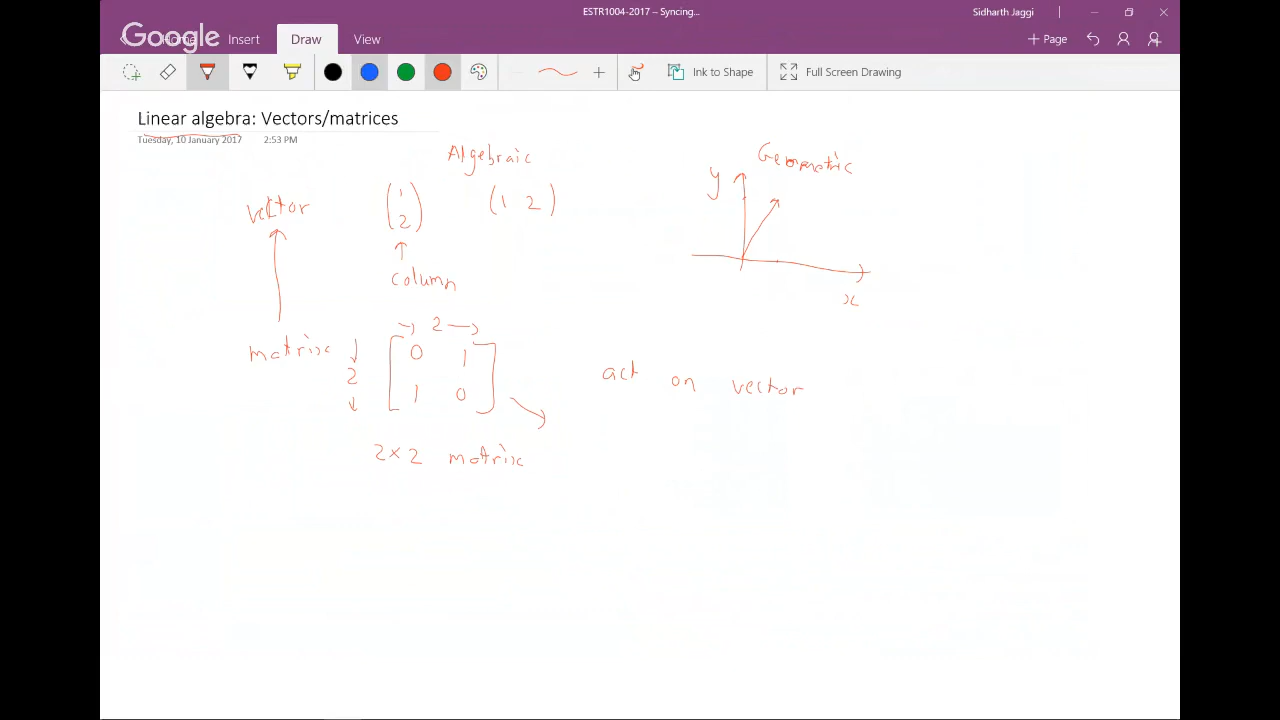 ESTR1004-2017 – Syncing...
Sidharth Jaggi
Google
Home Insert Draw View
Page
Ink to Shape
Full Screen Drawing
Linear algebra: Vectors/matrices
Tuesday, 10 January 2017 2:53 PM
Algebraic
Geometric
vector
(1 2)
(1 2)
y
column
x
2
matrix
2
0 1
1 0
act on vector
2×2 matrix